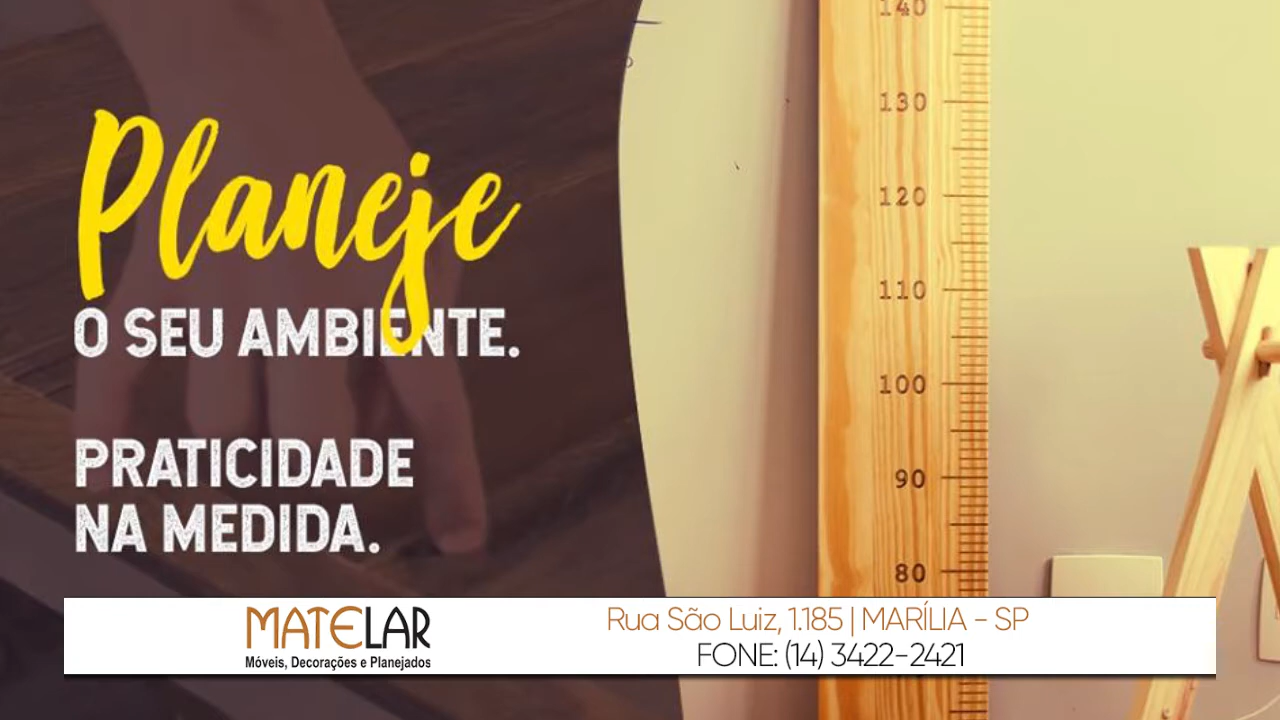 Planeje
O SEU AMBIENTE.
PRATICIDADE
NA MEDIDA.
140
130
120
110
100
90
80
MATELAR
Móveis, Decorações e Planejados
Rua São Luiz, 1.185 | MARÍLIA - SP
FONE: (14) 3422-2421